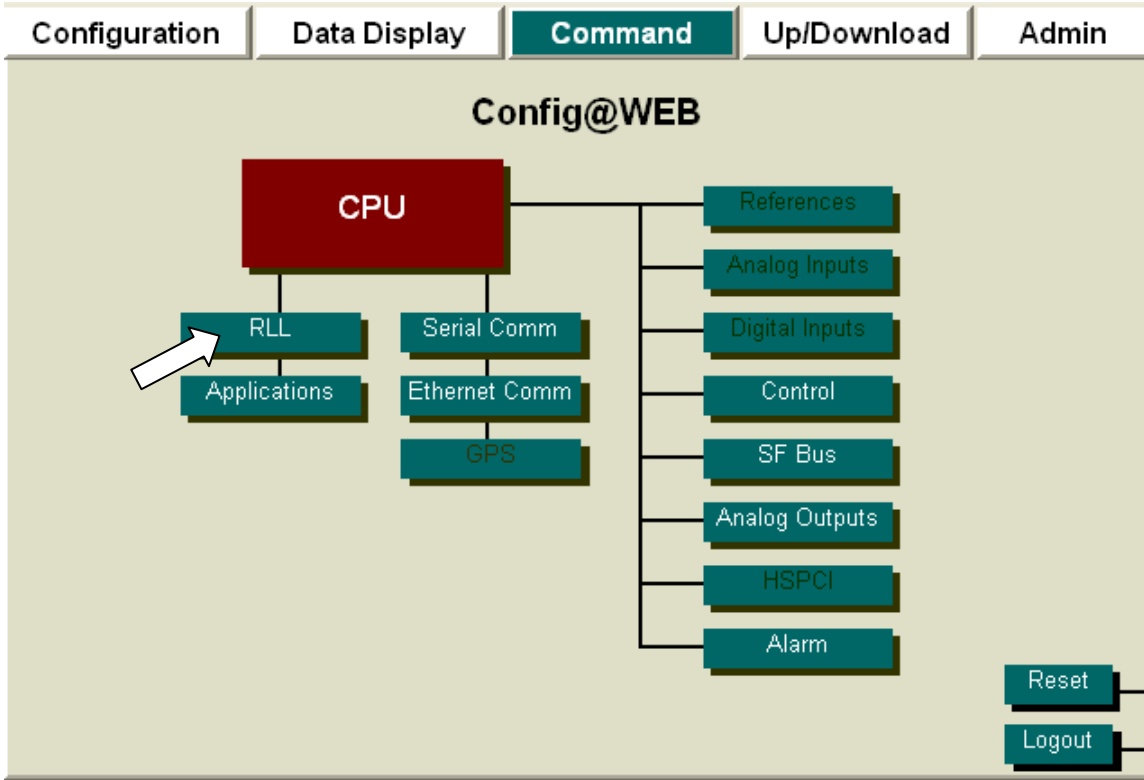 Configuration
Data Display
Command
Up/Download
Admin
Config@WEB
CPU
RLL
Applications
Serial Comm
Ethernet Comm
GPS
References
Analog Inputs
Digital Inputs
Control
SF Bus
Analog Outputs
HSPCI
Alarm
Reset
Logout